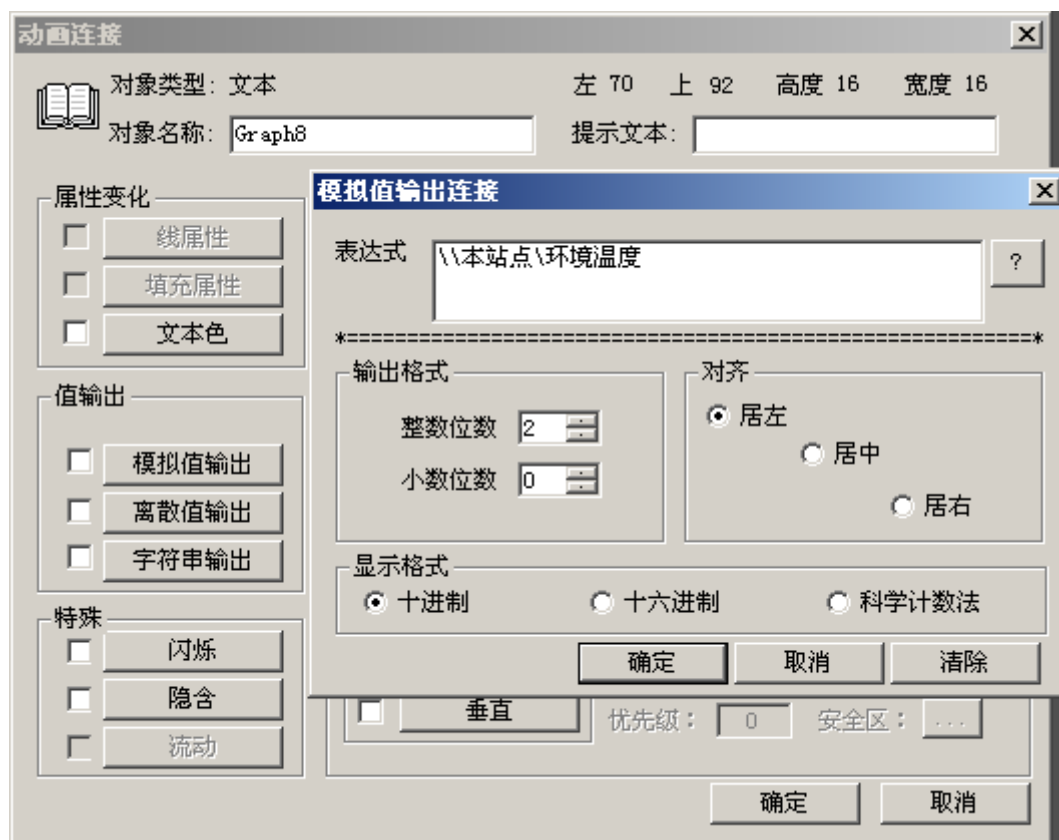 动画连接
对象类型: 文本 左 70 上 92 高度 16 宽度 16
对象名称: Graph8 提示文本:
属性变化
线属性
填充属性
文本色
值输出
模拟值输出
离散值输出
字符串输出
特殊
闪烁
隐含
流动
模拟值输出连接
表达式 \\本站点\环境温度 ?
*=========================================================*
输出格式
整数位数 2
小数位数 0
对齐
居左
居中
居右
显示格式
十进制 十六进制 科学计数法
确定 取消 清除
垂直 优先级: 0 安全区: ...
确定 取消